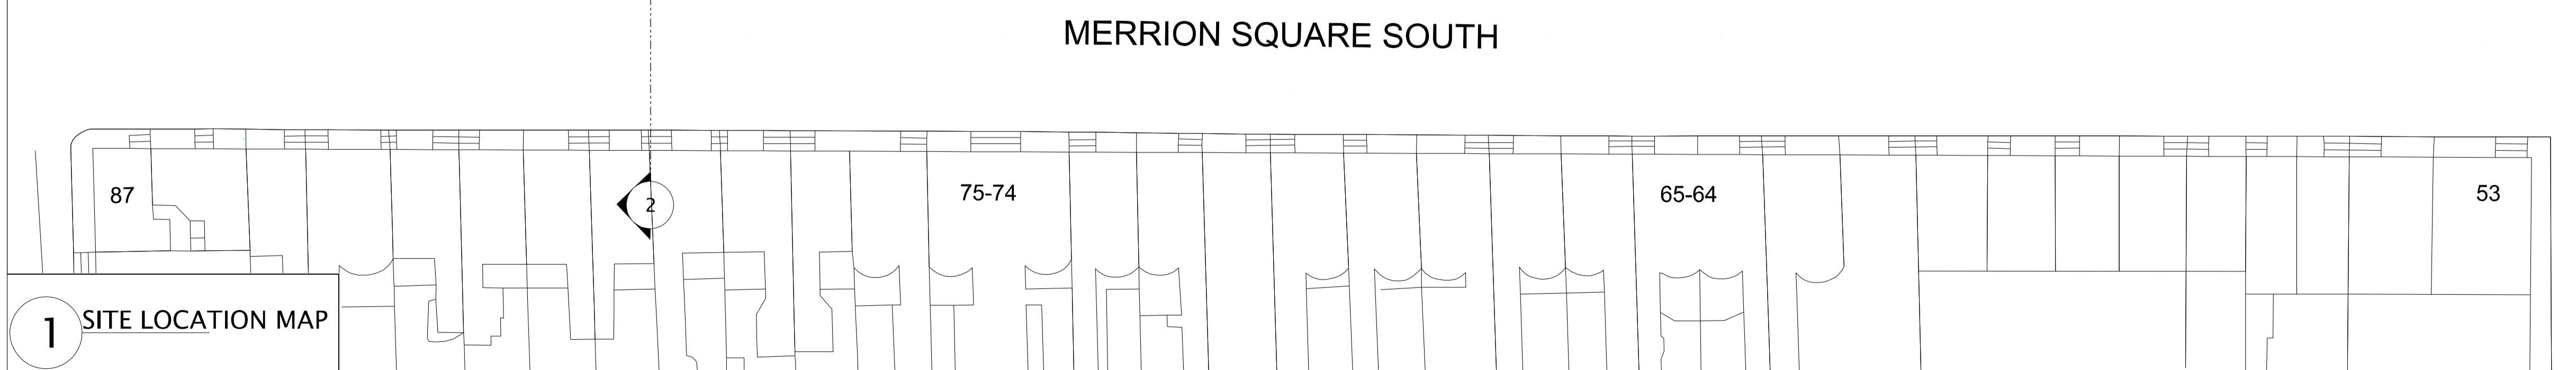 MERRION SQUARE SOUTH
87
2
75-74
65-64
53
1 SITE LOCATION MAP